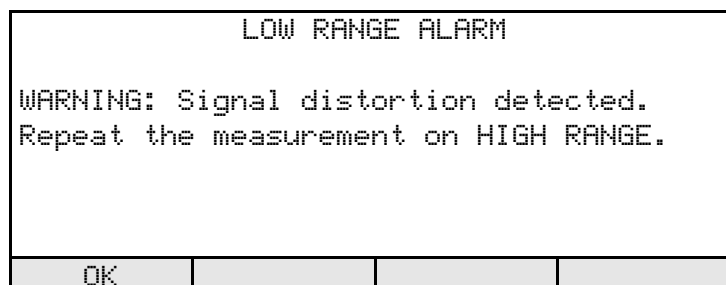 LOW RANGE ALARM
WARNING: Signal distortion detected.
Repeat the measurement on HIGH RANGE.
OK